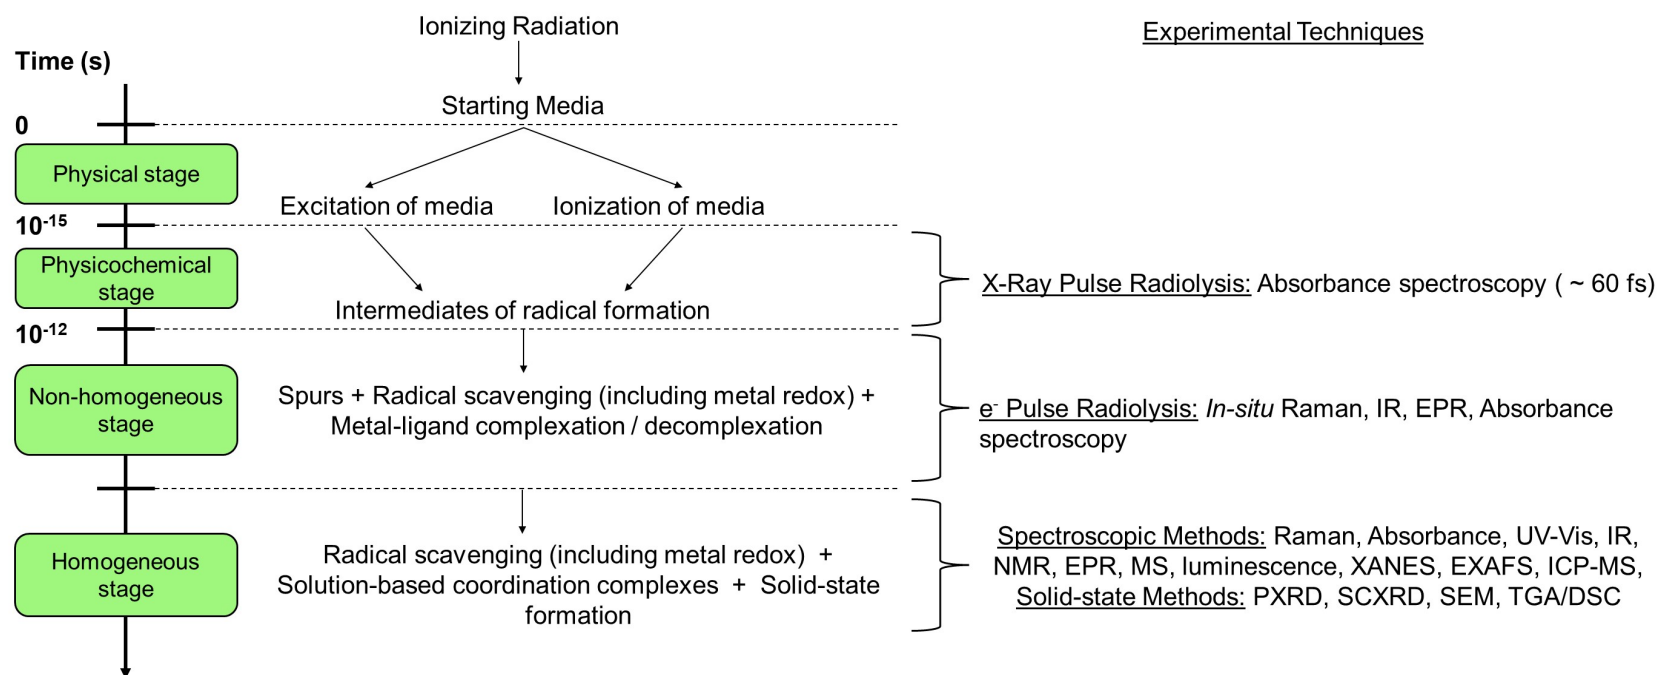 Ionizing Radiation
Experimental Techniques
Time (s)
Starting Media
0
Physical stage
Excitation of media
Ionization of media
10⁻¹⁵
Physicochemical
stage
X-Ray Pulse Radiolysis: Absorbance spectroscopy ( ~ 60 fs)
Intermediates of radical formation
10⁻¹²
Non-homogeneous
stage
Spurs + Radical scavenging (including metal redox) +
Metal-ligand complexation / decomplexation
e⁻ Pulse Radiolysis: In-situ Raman, IR, EPR, Absorbance
spectroscopy
Homogeneous
stage
Radical scavenging (including metal redox) +
Solution-based coordination complexes + Solid-state
formation
Spectroscopic Methods: Raman, Absorbance, UV-Vis, IR,
NMR, EPR, MS, luminescence, XANES, EXAFS, ICP-MS,
Solid-state Methods: PXRD, SCXRD, SEM, TGA/DSC